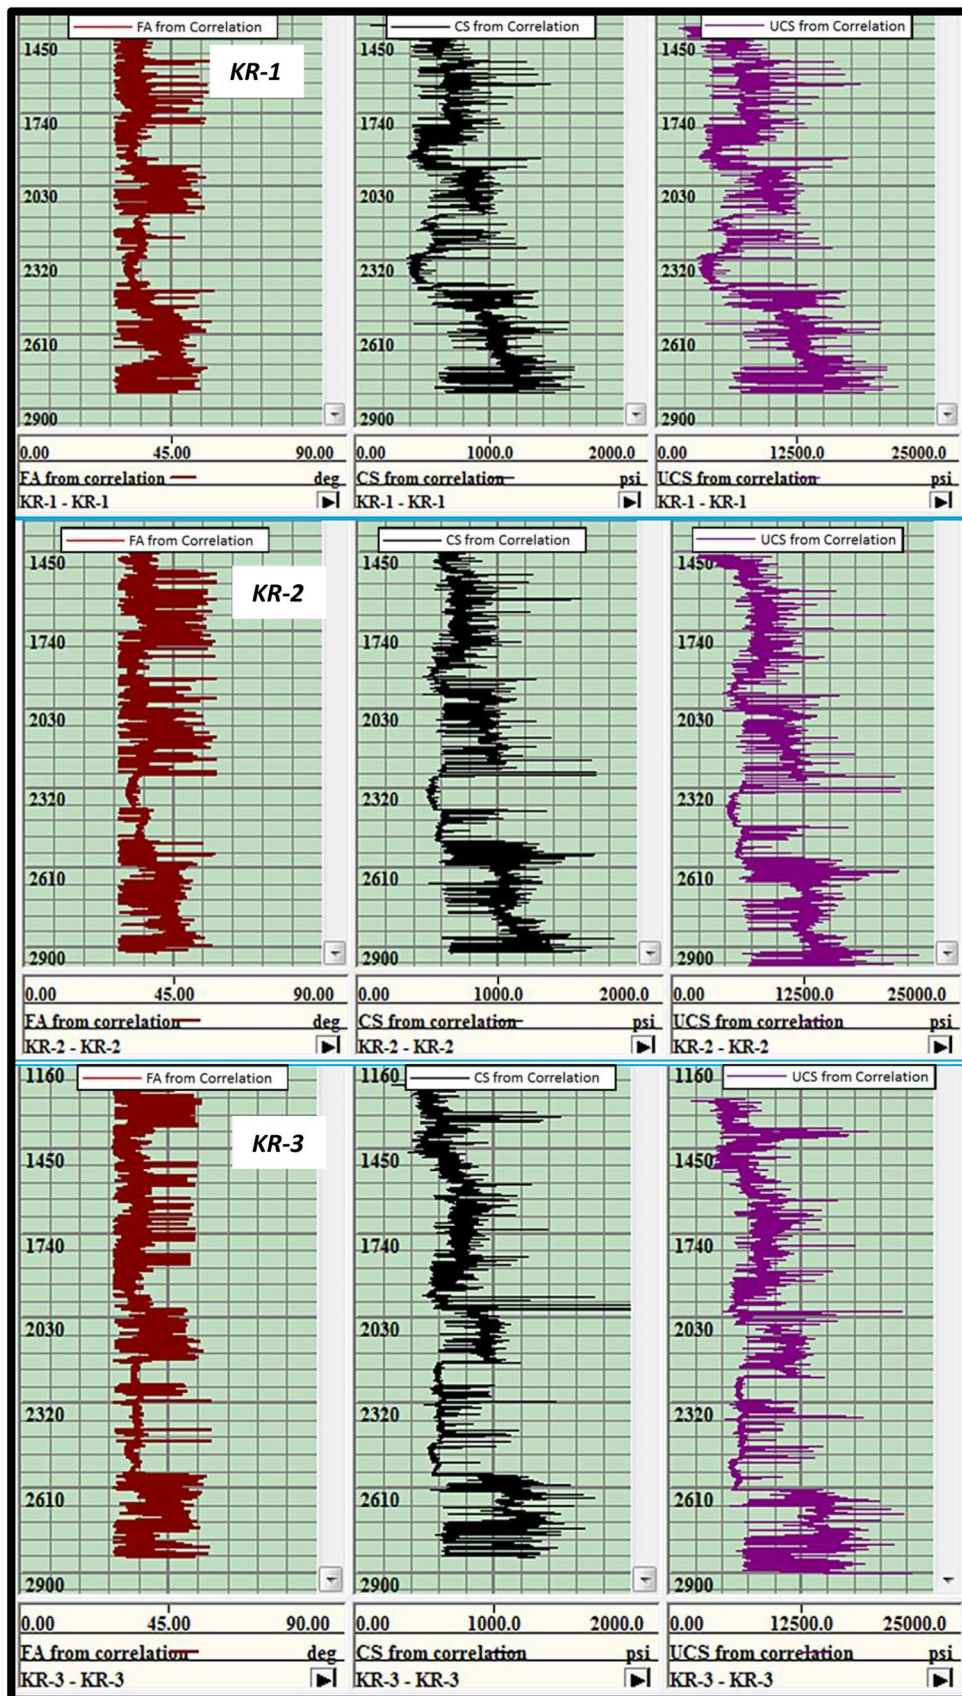 FA from Correlation CS from Correlation UCS from Correlation
1450 1450 1450
KR-1
1740 1740 1740
2030 2030 2030
2320 2320 2320
2610 2610 2610
2900 2900 2900
0.00 45.00 90.00 0.00 1000.0 2000.0 0.00 12500.0 25000.0
FA from correlation deg CS from correlation psi UCS from correlation psi
KR-1 - KR-1 KR-1 - KR-1 KR-1 - KR-1
FA from Correlation CS from Correlation UCS from Correlation
1450 1450 1450
KR-2
1740 1740 1740
2030 2030 2030
2320 2320 2320
2610 2610 2610
2900 2900 2900
0.00 45.00 90.00 0.00 1000.0 2000.0 0.00 12500.0 25000.0
FA from correlation deg CS from correlation psi UCS from correlation psi
KR-2 - KR-2 KR-2 - KR-2 KR-2 - KR-2
FA from Correlation CS from Correlation UCS from Correlation
1160 1160 1160
KR-3
1450 1450 1450
1740 1740 1740
2030 2030 2030
2320 2320 2320
2610 2610 2610
2900 2900 2900
0.00 45.00 90.00 0.00 1000.0 2000.0 0.00 12500.0 25000.0
FA from correlation deg CS from correlation psi UCS from correlation psi
KR-3 - KR-3 KR-3 - KR-3 KR-3 - KR-3